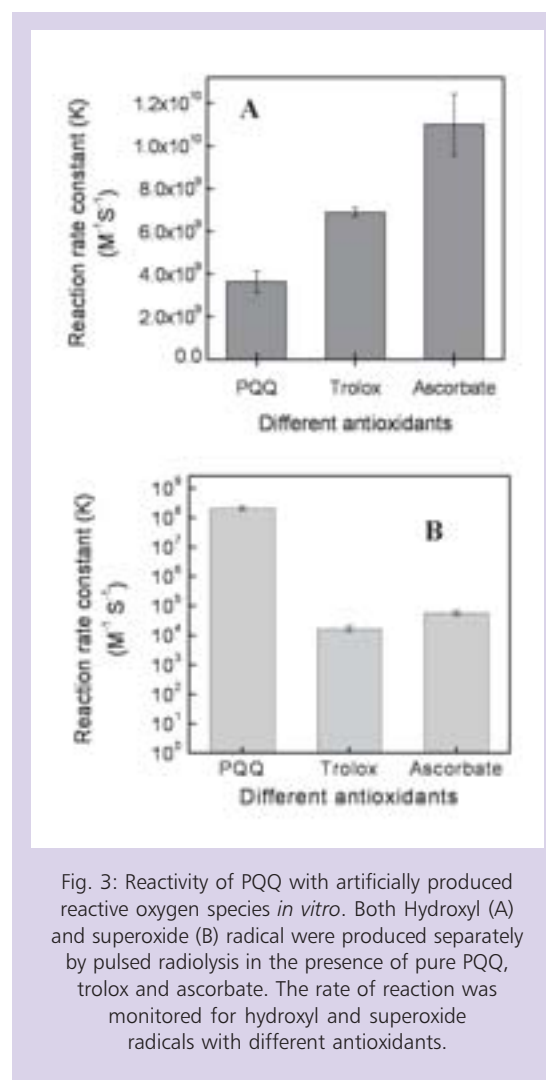 A
Reaction rate constant (K)
(M⁻¹S⁻¹)
1.2x10¹⁰
1.0x10¹⁰
8.0x10⁹
6.0x10⁹
4.0x10⁹
2.0x10⁹
0.0
PQQ Trolox Ascorbate
Different antioxidants
B
Reaction rate constant (K)
(M⁻¹ S⁻¹)
10⁹
10⁸
10⁷
10⁶
10⁵
10⁴
10³
10²
10¹
10⁰
PQQ Trolox Ascorbate
Different antioxidants
Fig. 3: Reactivity of PQQ with artificially produced
reactive oxygen species in vitro. Both Hydroxyl (A)
and superoxide (B) radical were produced separately
by pulsed radiolysis in the presence of pure PQQ,
trolox and ascorbate. The rate of reaction was
monitored for hydroxyl and superoxide
radicals with different antioxidants.